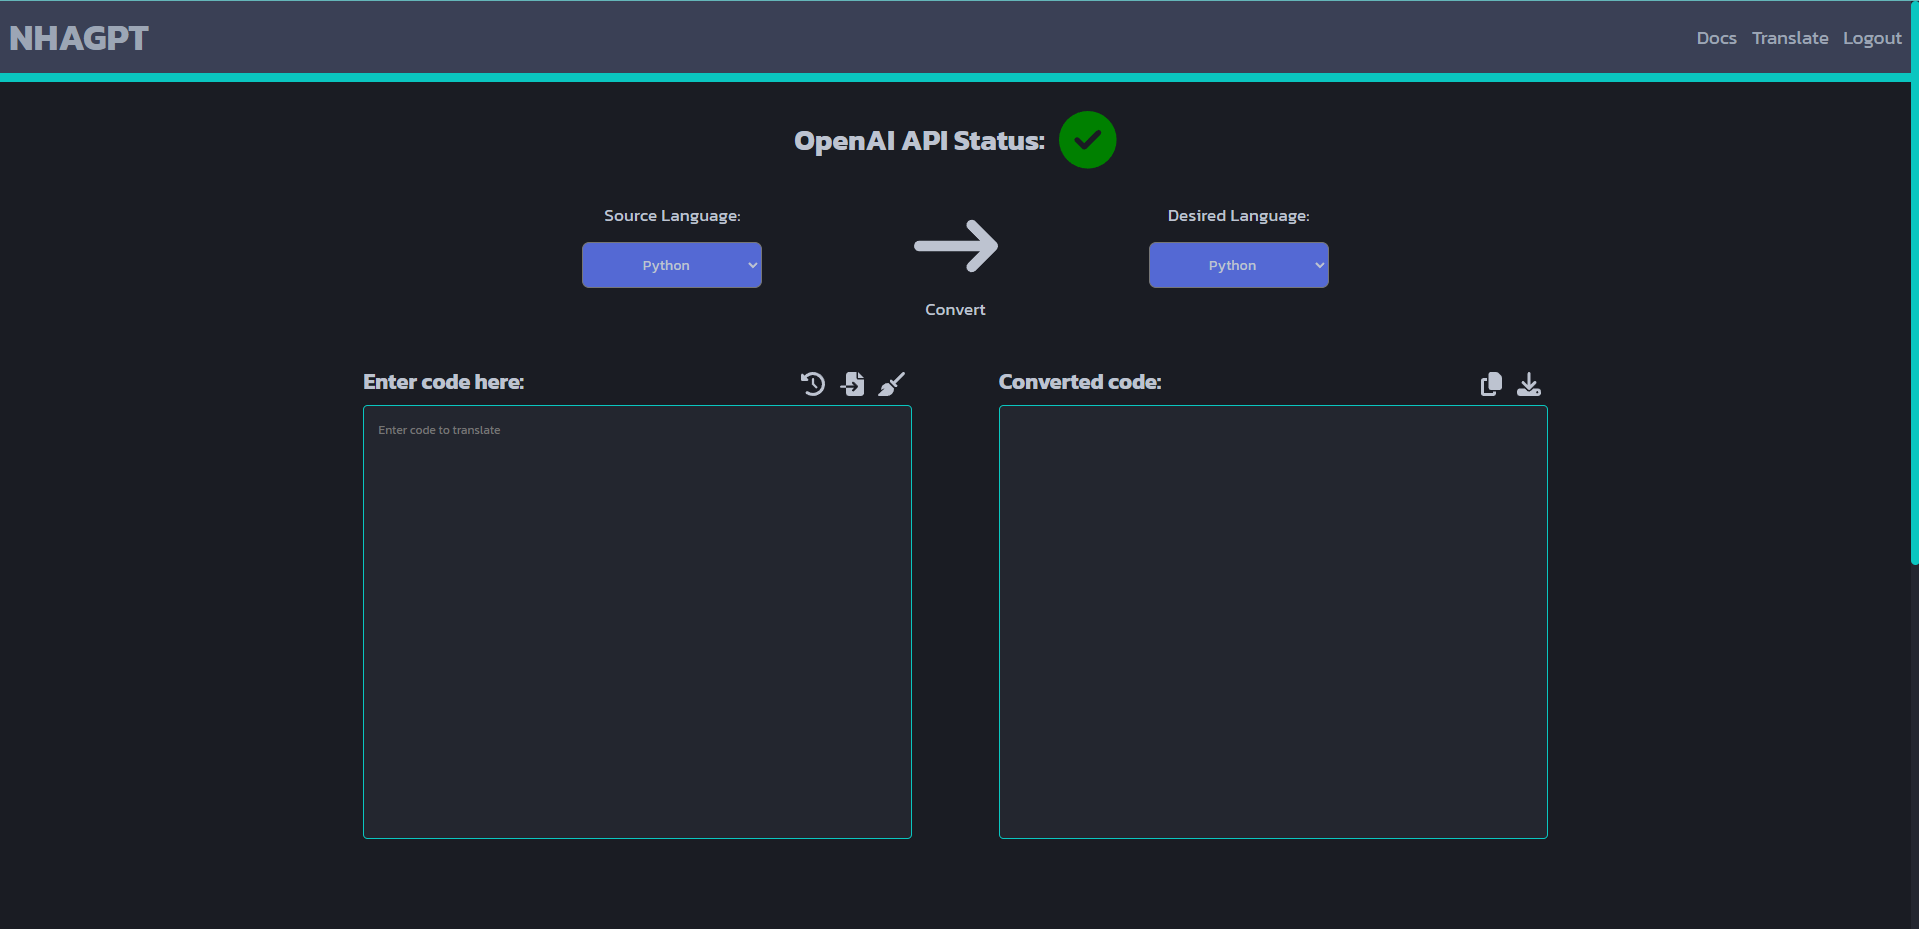 NHAGPT
Docs Translate Logout
OpenAI API Status:
Source Language:
Desired Language:
Python
Python
Convert
Enter code here:
Converted code:
Enter code to translate